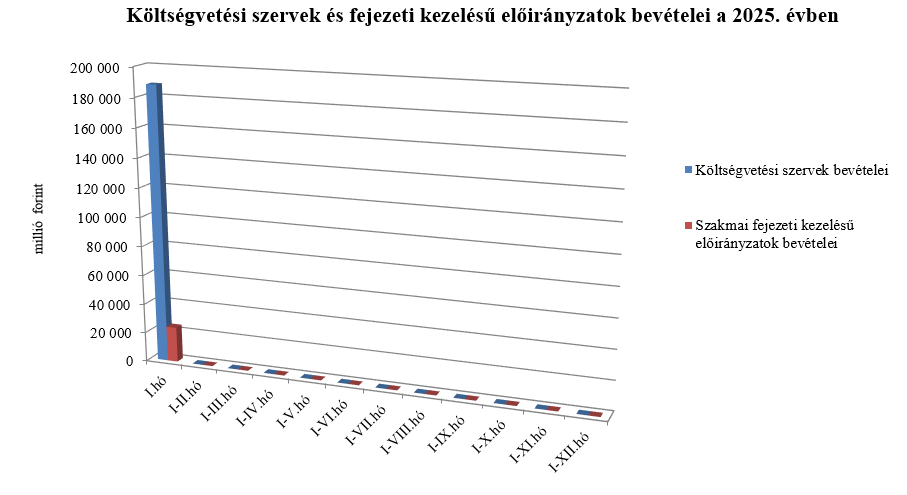 Költségvetési szervek és fejezeti kezelésű előirányzatok bevételei a 2025. évben
200 000
180 000
160 000
140 000
120 000
100 000
80 000
60 000
40 000
20 000
0
millió forint
I.hó
I-II.hó
I-III.hó
I-IV.hó
I-V.hó
I-VI.hó
I-VII.hó
I-VIII.hó
I-IX.hó
I-X.hó
I-XI.hó
I-XII.hó
Költségvetési szervek bevételei
Szakmai fejezeti kezelésű
előirányzatok bevételei